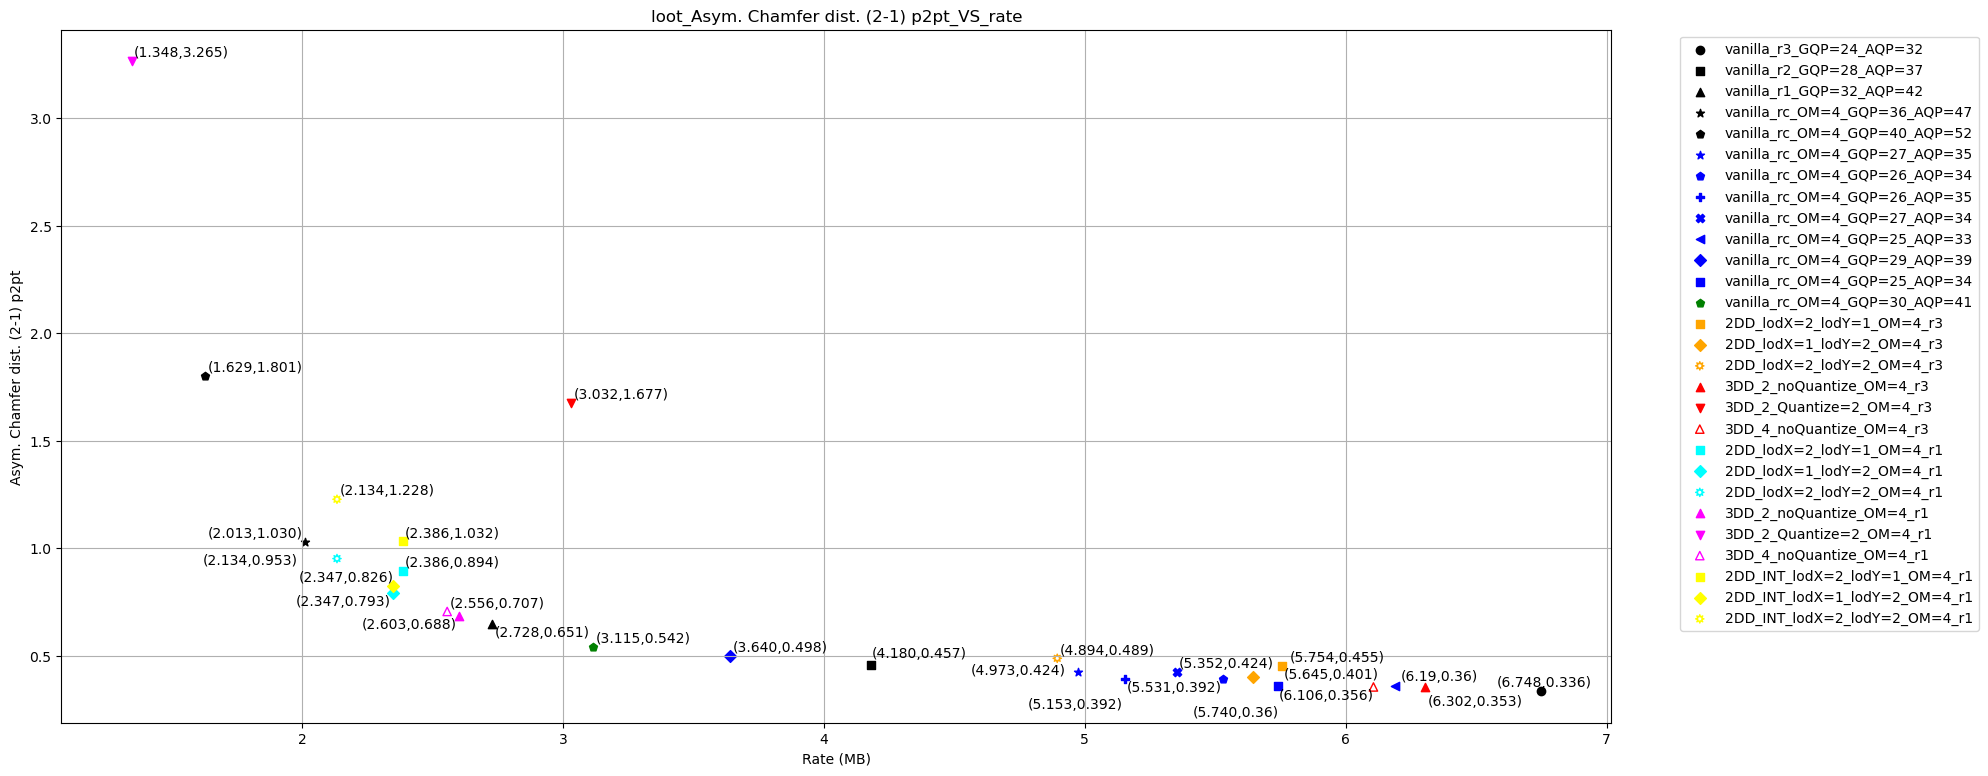 loot_Asym. Chamfer dist. (2-1) p2pt_VS_rate
Asym. Chamfer dist. (2-1) p2pt
3.0
2.5
2.0
1.5
1.0
0.5
(1.348,3.265)
(1.629,1.801)
(3.032,1.677)
(2.134,1.228)
(2.013,1.030)
(2.386,1.032)
(2.134,0.953)
(2.386,0.894)
(2.347,0.826)
(2.347,0.793)
(2.556,0.707)
(2.603,0.688)
(2.728,0.651)
(3.115,0.542)
(3.640,0.498)
(4.180,0.457)
(4.894,0.489)
(4.973,0.424)
(5.153,0.392)
(5.352,0.424)
(5.531,0.392)
(5.754,0.455)
(5.645,0.401)
(5.740,0.36)
(6.106,0.356)
(6.19,0.36)
(6.302,0.353)
(6.748,0.336)
2
3
4
5
6
7
Rate (MB)
vanilla_r3_GQP=24_AQP=32
vanilla_r2_GQP=28_AQP=37
vanilla_r1_GQP=32_AQP=42
vanilla_rc_OM=4_GQP=36_AQP=47
vanilla_rc_OM=4_GQP=40_AQP=52
vanilla_rc_OM=4_GQP=27_AQP=35
vanilla_rc_OM=4_GQP=26_AQP=34
vanilla_rc_OM=4_GQP=26_AQP=35
vanilla_rc_OM=4_GQP=27_AQP=34
vanilla_rc_OM=4_GQP=25_AQP=33
vanilla_rc_OM=4_GQP=29_AQP=39
vanilla_rc_OM=4_GQP=25_AQP=34
vanilla_rc_OM=4_GQP=30_AQP=41
2DD_lodX=2_lodY=1_OM=4_r3
2DD_lodX=1_lodY=2_OM=4_r3
2DD_lodX=2_lodY=2_OM=4_r3
3DD_2_noQuantize_OM=4_r3
3DD_2_Quantize=2_OM=4_r3
3DD_4_noQuantize_OM=4_r3
2DD_lodX=2_lodY=1_OM=4_r1
2DD_lodX=1_lodY=2_OM=4_r1
2DD_lodX=2_lodY=2_OM=4_r1
3DD_2_noQuantize_OM=4_r1
3DD_2_Quantize=2_OM=4_r1
3DD_4_noQuantize_OM=4_r1
2DD_INT_lodX=2_lodY=1_OM=4_r1
2DD_INT_lodX=1_lodY=2_OM=4_r1
2DD_INT_lodX=2_lodY=2_OM=4_r1